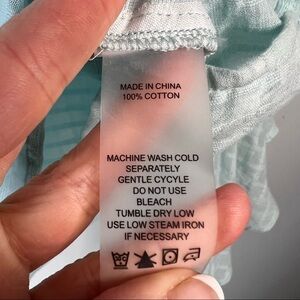 MADE IN CHINA
100% COTTON
MACHINE WASH COLD
SEPARATELY
GENTLE CYCYLE
DO NOT USE
BLEACH
TUMBLE DRY LOW
USE LOW STEAM IRON
IF NECESSARY